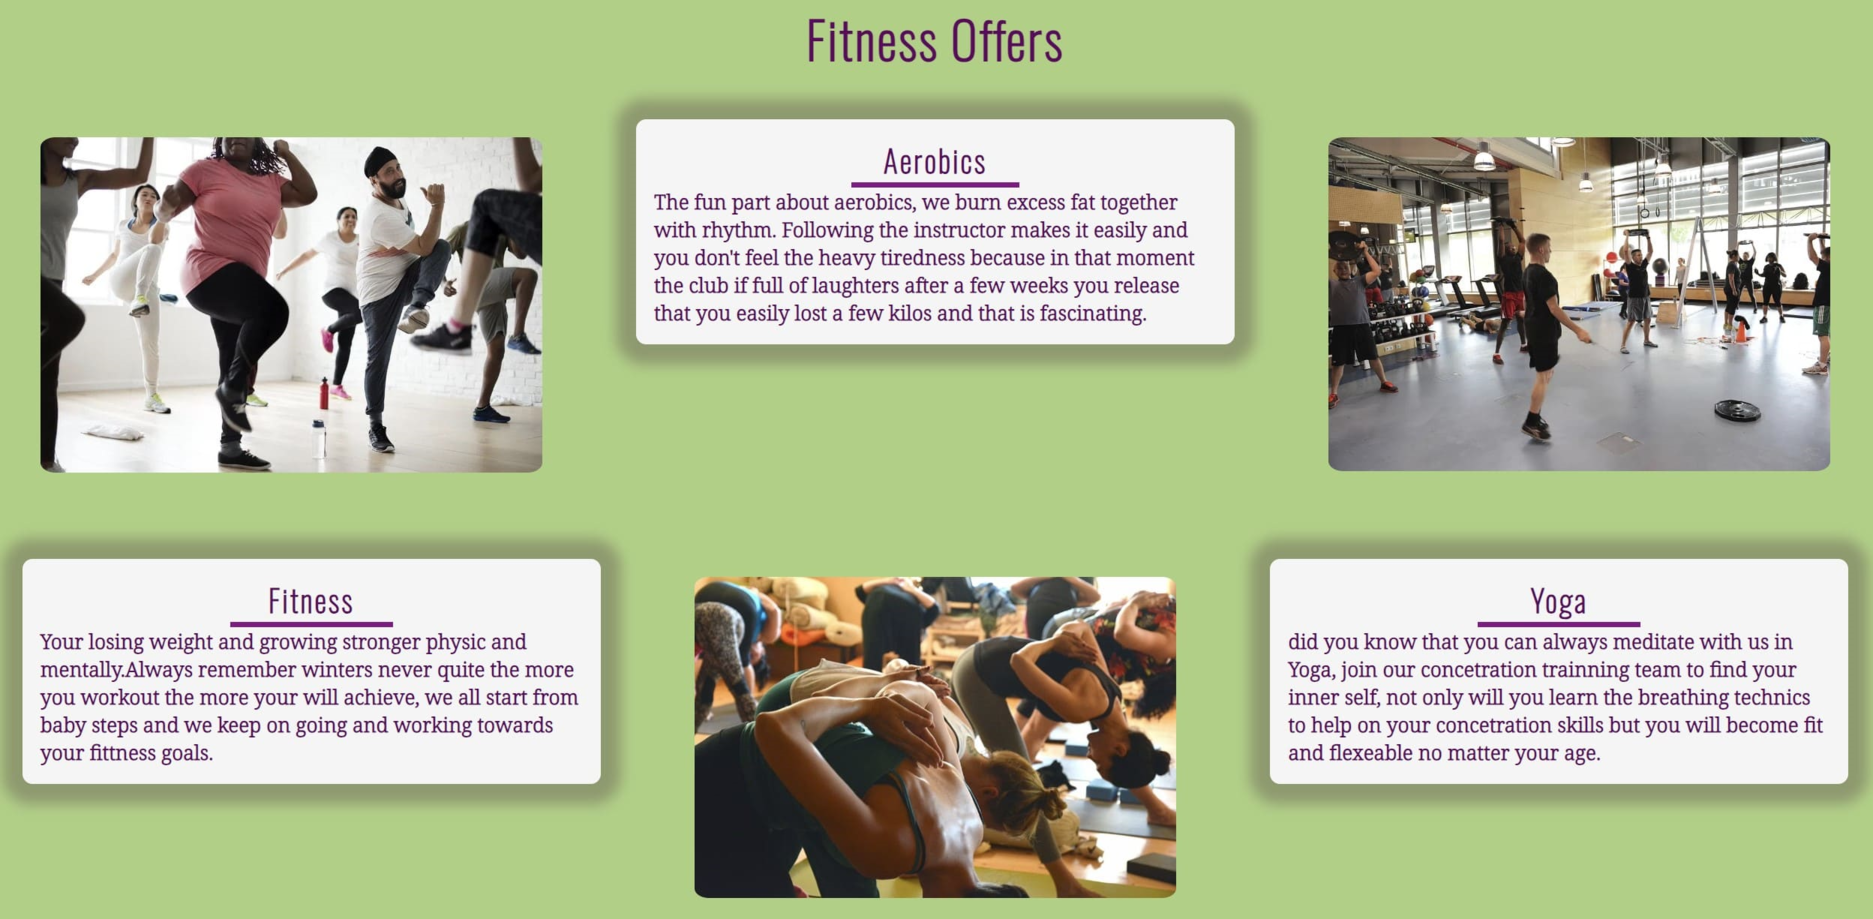 Fitness Offers
Aerobics
The fun part about aerobics, we burn excess fat together
with rhythm. Following the instructor makes it easily and
you don't feel the heavy tiredness because in that moment
the club if full of laughters after a few weeks you release
that you easily lost a few kilos and that is fascinating.
Fitness
Your losing weight and growing stronger physic and
mentally.Always remember winters never quite the more
you workout the more your will achieve, we all start from
baby steps and we keep on going and working towards
your fittness goals.
Yoga
did you know that you can always meditate with us in
Yoga, join our concetration trainning team to find your
inner self, not only will you learn the breathing technics
to help on your concetration skills but you will become fit
and flexeable no matter your age.